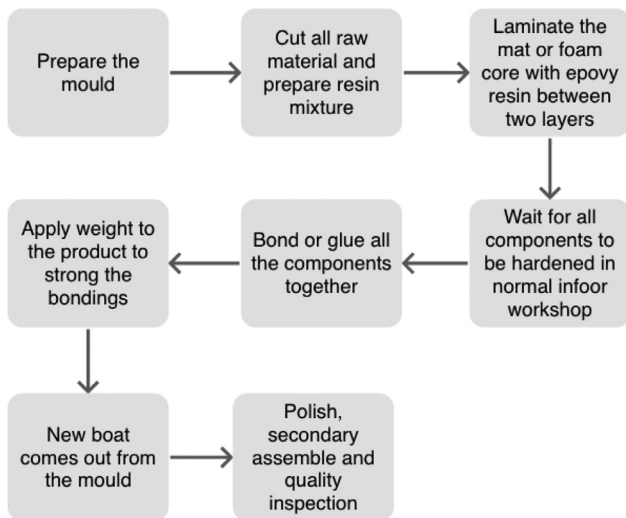 Prepare the
mould
Cut all raw
material and
prepare resin
mixture
Laminate the
mat or foam
core with epovy
resin between
two layers
Wait for all
components to
be hardened in
normal infoor
workshop
Bond or glue all
the components
together
Apply weight to
the product to
strong the
bondings
New boat
comes out from
the mould
Polish,
secondary
assemble and
quality
inspection